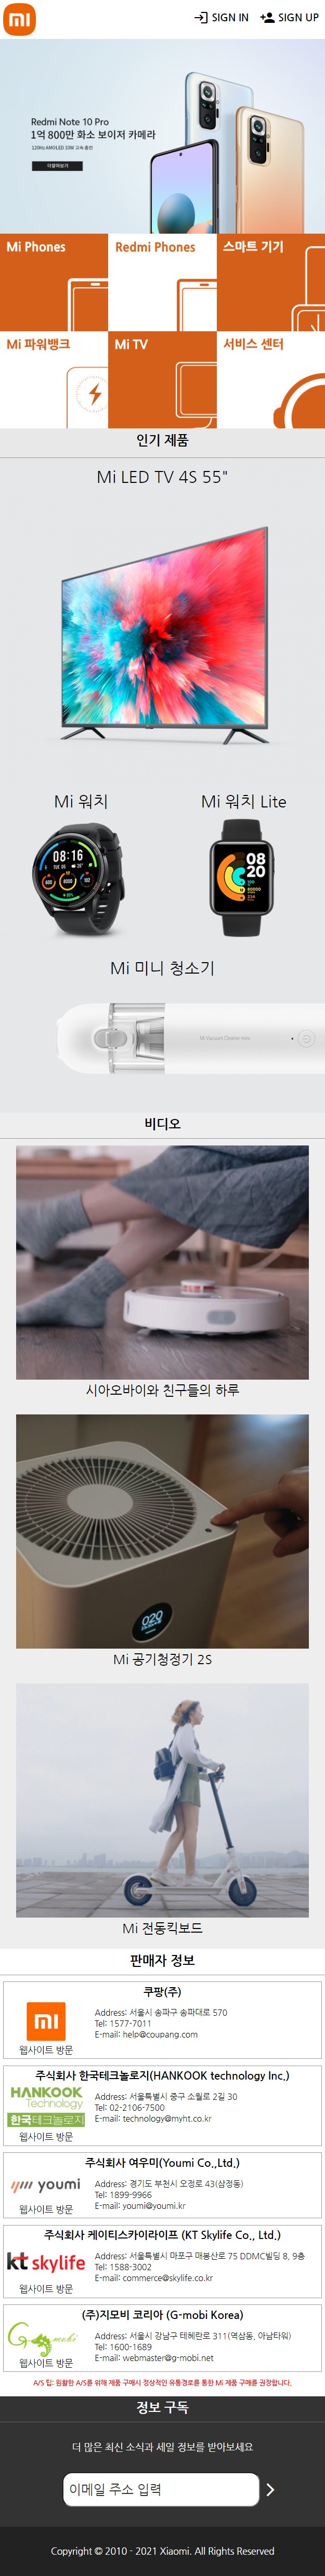 SIGN IN SIGN UP
Redmi Note 10 Pro
1억 800만 화소 보이저 카메라
120Hz AMOLED 33W 고속 충전
더알아보기
Mi Phones
Redmi Phones
스마트 기기
Mi 파워뱅크
Mi TV
서비스 센터
인기 제품
Mi LED TV 4S 55"
Mi 워치
Mi 워치 Lite
08:16
08
20
Mi 미니 청소기
Mi Vacuum Cleaner mini
비디오
시아오바이와 친구들의 하루
020
Mi 공기청정기 2S
Mi 전동킥보드
판매자 정보
쿠팡(주)
웹사이트 방문
Address: 서울시 송파구 송파대로 570
Tel: 1577-7011
E-mail: help@coupang.com
주식회사 한국테크놀로지(HANKOOK technology Inc.)
HANKOOK
Technology
한국테크놀로지
웹사이트 방문
Address: 서울특별시 중구 소월로 2길 30
Tel: 02-2106-7500
E-mail: technology@myht.co.kr
주식회사 여우미(Youmi Co.,Ltd.)
youmi
웹사이트 방문
Address: 경기도 부천시 오정로 43(삼정동)
Tel: 1899-9966
E-mail: youmi@youmi.kr
주식회사 케이티스카이라이프 (KT Skylife Co., Ltd.)
kt skylife
웹사이트 방문
Address: 서울특별시 마포구 매봉산로 75 DDMC빌딩 8, 9층
Tel: 1588-3002
E-mail: commerce@skylife.co.kr
(주)지모비 코리아 (G-mobi Korea)
G-mobi
웹사이트 방문
Address: 서울시 강남구 테헤란로 311(역삼동, 아남타워)
Tel: 1600-1689
E-mail: webmaster@g-mobi.net
A/S 팁: 원활한 A/S를 위해 제품 구매시 정상적인 유통경로를 통한 Mi 제품 구매를 권장합니다.
정보 구독
더 많은 최신 소식과 세일 정보를 받아보세요
이메일 주소 입력
Copyright © 2010 - 2021 Xiaomi. All Rights Reserved